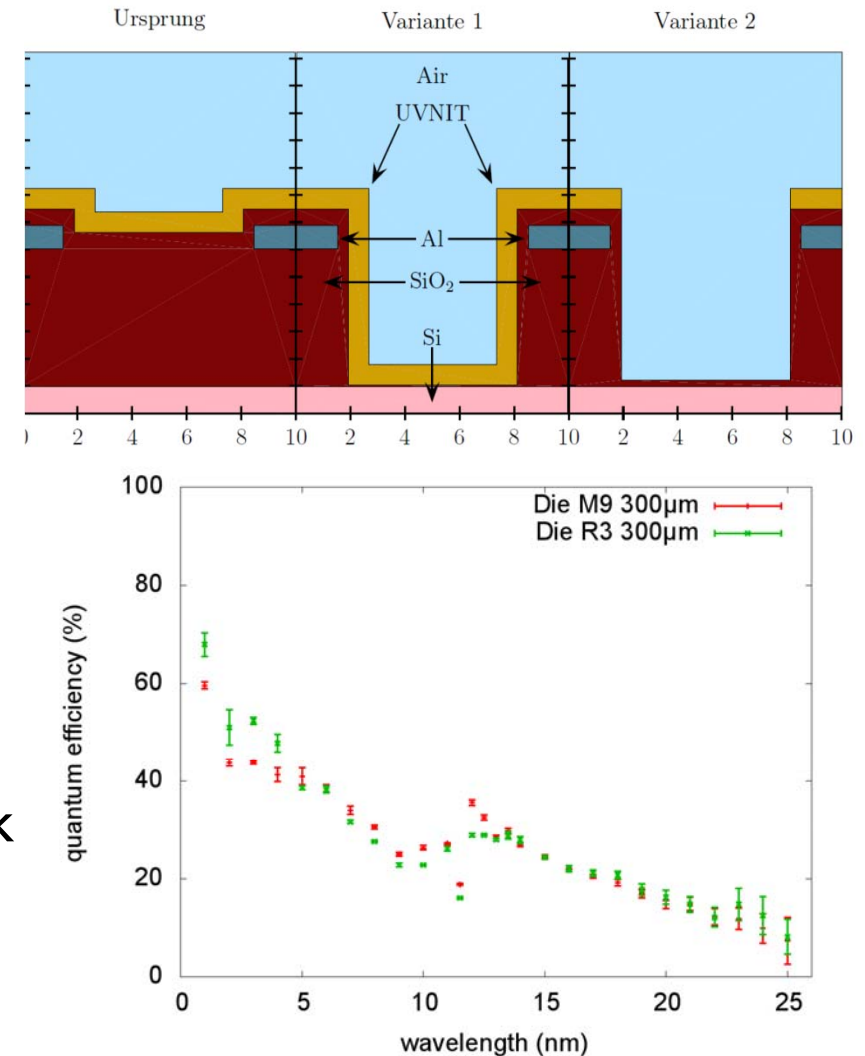 Ursprung Variante 1 Variante 2
Air
UVNIT
Al
SiO₂
Si
) 2 4 6 8 10 2 4 6 8 10 2 4 6 8 10
100
Die M9 300µm
Die R3 300µm
80
60
40
20
0
quantum efficiency (%)
k
0 5 10 15 20 25
wavelength (nm)